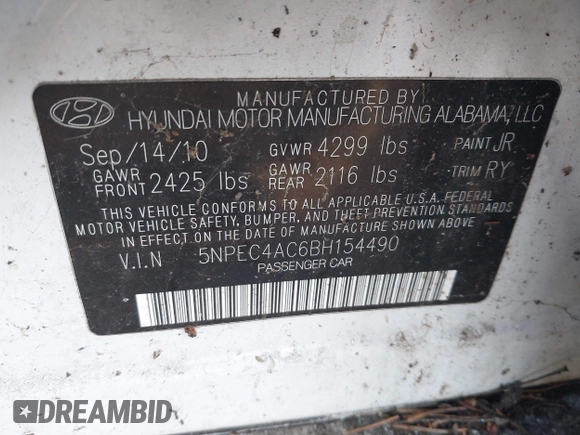 MANUFACTURED BY
HYUNDAI MOTOR MANUFACTURING ALABAMA, LLC
Sep/14/10 GVWR 4299 lbs PAINT JR
GAWR FRONT 2425 lbs GAWR REAR 2116 lbs TRIM RY
THIS VEHICLE CONFORMS TO ALL APPLICABLE U.S.A. FEDERAL
MOTOR VEHICLE SAFETY, BUMPER, AND THEFT PREVENTION STANDARDS
IN EFFECT ON THE DATE OF MANUFACTURE SHOWN ABOVE.
V.I.N 5NPEC4AC6BH154490
PASSENGER CAR
DREAMBID